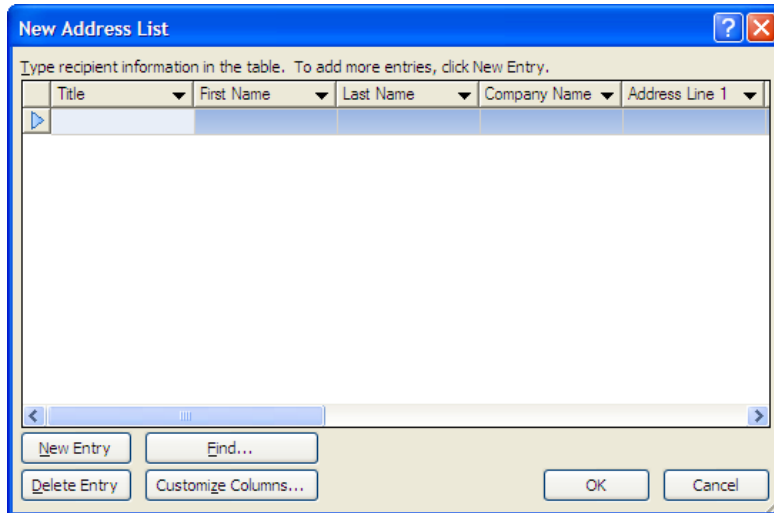 New Address List
Type recipient information in the table. To add more entries, click New Entry.
Title First Name Last Name Company Name Address Line 1
New Entry Find...
Delete Entry Customize Columns... OK Cancel